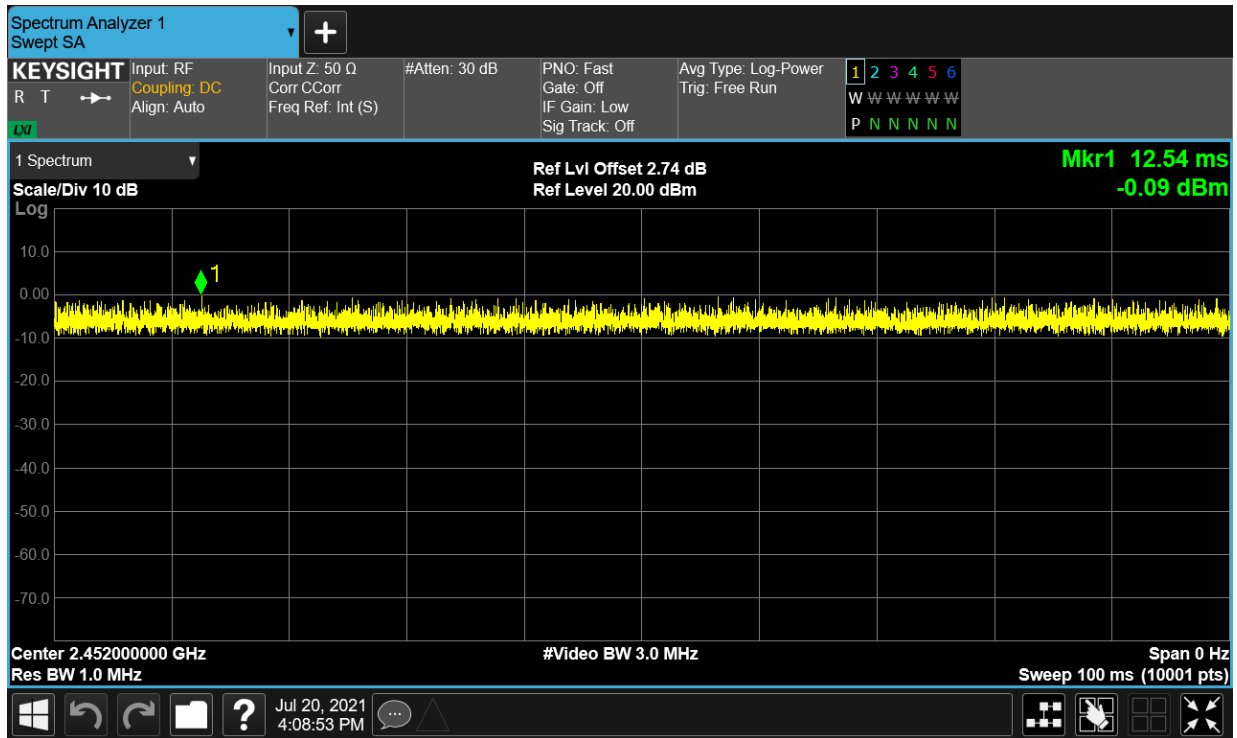 Spectrum Analyzer 1
Swept SA
+
KEYSIGHT
R T
LXI
Input: RF
Coupling: DC
Align: Auto
Input Z: 50 Ω
Corr CCorr
Freq Ref: Int (S)
#Atten: 30 dB
PNO: Fast
Gate: Off
IF Gain: Low
Sig Track: Off
Avg Type: Log-Power
Trig: Free Run
1 2 3 4 5 6
W W W W W W
P N N N N N
1 Spectrum
Scale/Div 10 dB
Ref Lvl Offset 2.74 dB
Ref Level 20.00 dBm
Mkr1 12.54 ms
-0.09 dBm
Log
10.0
1
0.00
-10.0
-20.0
-30.0
-40.0
-50.0
-60.0
-70.0
Center 2.452000000 GHz
Res BW 1.0 MHz
#Video BW 3.0 MHz
Span 0 Hz
Sweep 100 ms (10001 pts)
?
Jul 20, 2021
4:08:53 PM